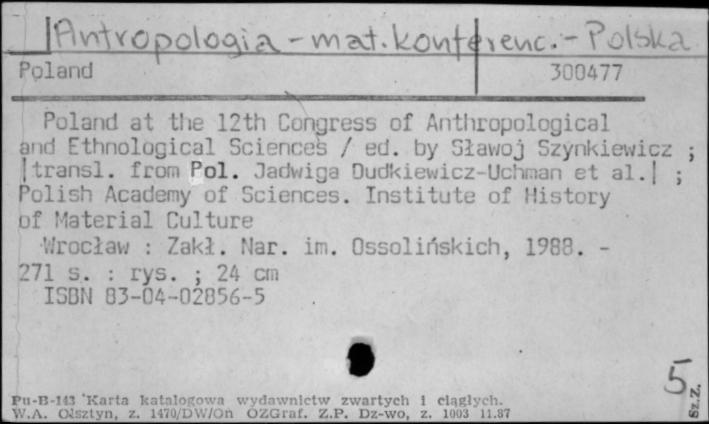 Antropologia - mat. konferenc. - Polska
Poland 300477
Poland at the 12th Congress of Anthropological
and Ethnological Sciences / ed. by Sławoj Szynkiewicz ;
|transl. from Pol. Jadwiga Dudkiewicz-Uchman et al.| ;
Polish Academy of Sciences. Institute of History
of Material Culture
Wrocław : Zakł. Nar. im. Ossolińskich, 1988. -
271 s. : rys. ; 24 cm
ISBN 83-04-02856-5
5
Sz.Z.
Pu-B-143 Karta katalogowa wydawnictw zwartych i ciągłych.
W.A. Olsztyn, z. 1470/DW/On OZGraf. Z.P. Dz-wo, z. 1003 11.87